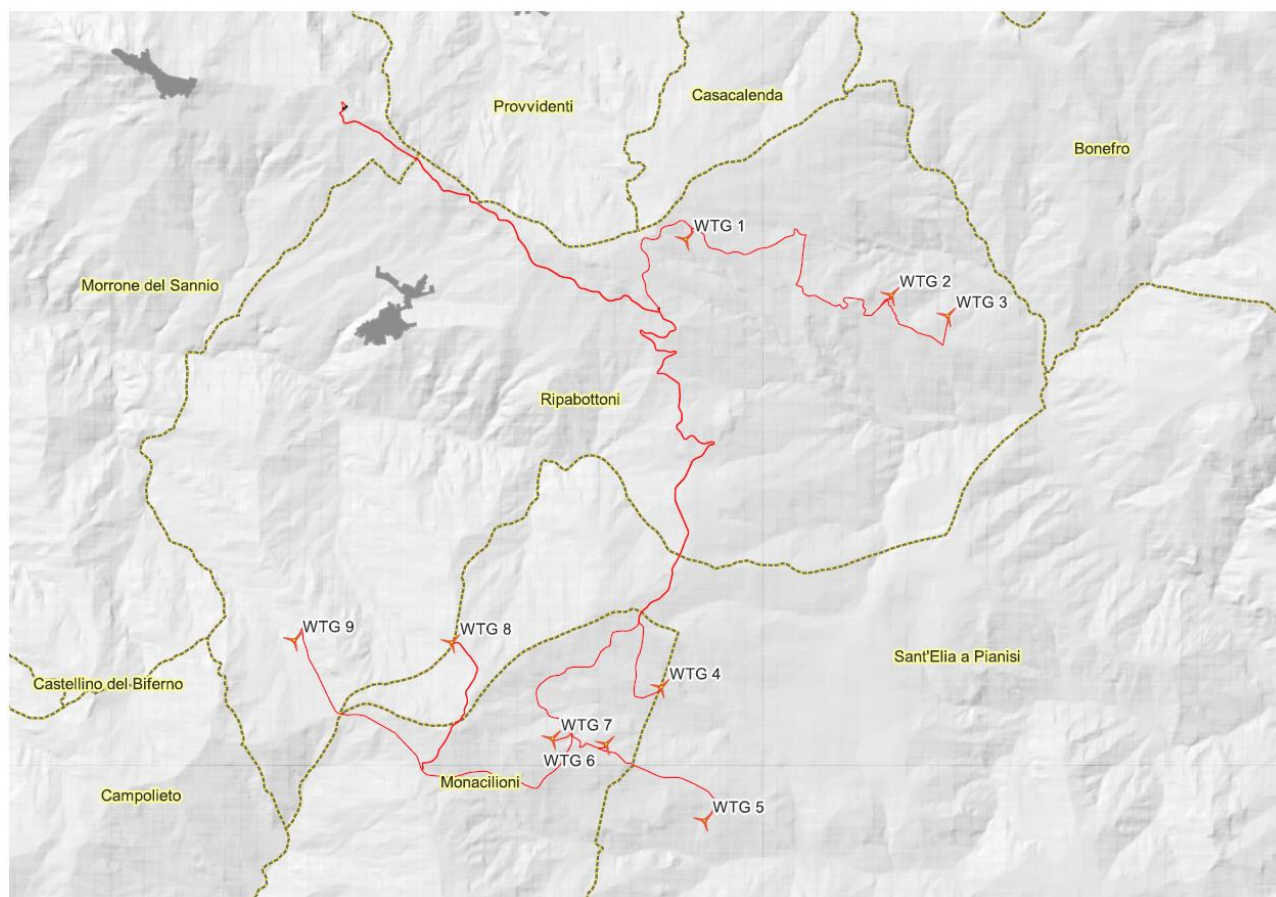 Casacalenda
Provvidenti
Bonefro
WTG 1
Morrone del Sannio
WTG 2
WTG 3
Ripabottoni
WTG 9
WTG 8
Sant'Elia a Pianisi
Castellino del Biferno
WTG 4
WTG 7
WTG 6
Monacilioni
Campolieto
WTG 5